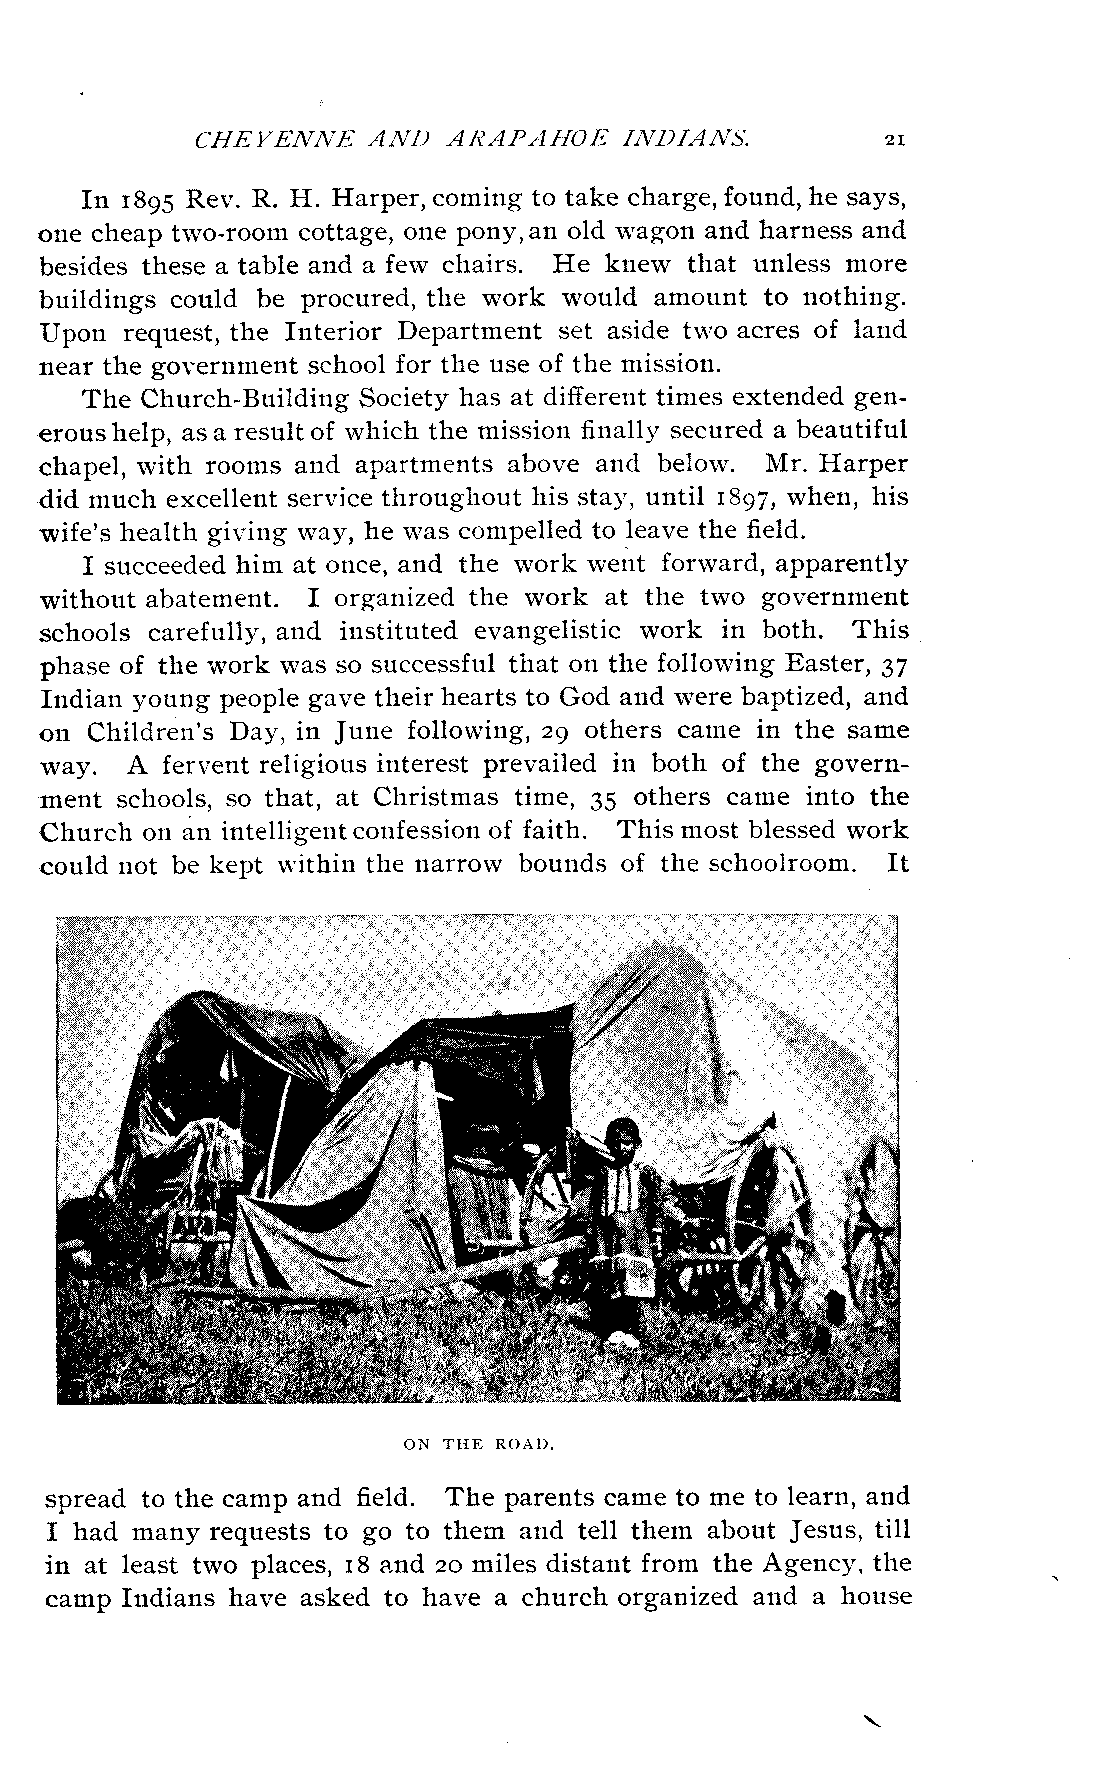 CHEYENNE AND ARAPAHOE INDIANS. 21
In 1895 Rev. R. H. Harper, coming to take charge, found, he says,
one cheap two-room cottage, one pony, an old wagon and harness and
besides these a table and a few chairs. He knew that unless more
buildings could be procured, the work would amount to nothing.
Upon request, the Interior Department set aside two acres of land
near the government school for the use of the mission.
The Church-Building Society has at different times extended gen-
erous help, as a result of which the mission finally secured a beautiful
chapel, with rooms and apartments above and below. Mr. Harper
did much excellent service throughout his stay, until 1897, when, his
wife's health giving way, he was compelled to leave the field.
I succeeded him at once, and the work went forward, apparently
without abatement. I organized the work at the two government
schools carefully, and instituted evangelistic work in both. This
phase of the work was so successful that on the following Easter, 37
Indian young people gave their hearts to God and were baptized, and
on Children's Day, in June following, 29 others came in the same
way. A fervent religious interest prevailed in both of the govern-
ment schools, so that, at Christmas time, 35 others came into the
Church on an intelligent confession of faith. This most blessed work
could not be kept within the narrow bounds of the schoolroom. It
ON THE ROAD.
spread to the camp and field. The parents came to me to learn, and
I had many requests to go to them and tell them about Jesus, till
in at least two places, 18 and 20 miles distant from the Agency, the
camp Indians have asked to have a church organized and a house